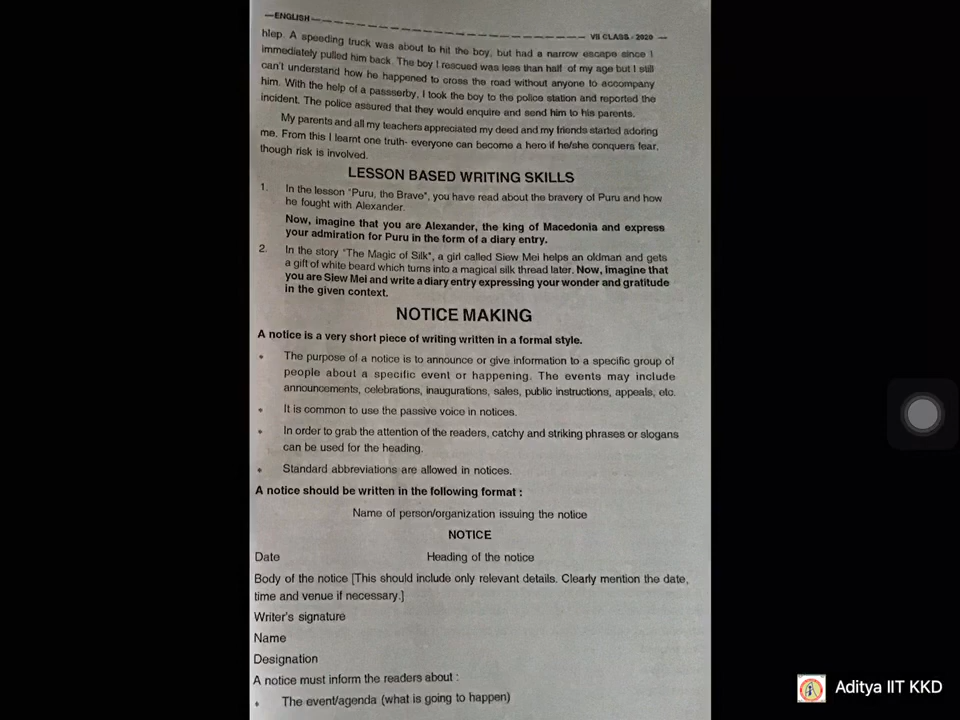 —ENGLISH—
VII CLASS - 2020 —
hlep. A speeding truck was about to hit the boy, but had a narrow escape since I
immediately pulled him back. The boy I rescued was less than half of my age but I still
can't understand how he happened to cross the road without anyone to accompany
him. With the help of a passserby, I took the boy to the police station and reported the
incident. The police assured that they would enquire and send him to his parents.
My parents and all my teachers appreciated my deed and my friends started adoring
me. From this I learnt one truth- everyone can become a hero if he/she conquers fear,
though risk is involved.
LESSON BASED WRITING SKILLS
1. In the lesson "Puru, the Brave", you have read about the bravery of Puru and how
he fought with Alexander.
Now, imagine that you are Alexander, the king of Macedonia and express
your admiration for Puru in the form of a diary entry.
2. In the story "The Magic of Silk", a girl called Siew Mei helps an oldman and gets
a gift of white beard which turns into a magical silk thread later. Now, Imagine that
you are Siew Mei and write a diary entry expressing your wonder and gratitude
in the given context.
NOTICE MAKING
A notice is a very short piece of writing written in a formal style.
• The purpose of a notice is to announce or give information to a specific group of
people about a specific event or happening. The events may include
announcements, celebrations, inaugurations, sales, public instructions, appeals, etc.
• It is common to use the passive voice in notices.
• In order to grab the attention of the readers, catchy and striking phrases or slogans
can be used for the heading.
• Standard abbreviations are allowed in notices.
A notice should be written in the following format :
Name of person/organization issuing the notice
NOTICE
Date Heading of the notice
Body of the notice [This should include only relevant details. Clearly mention the date,
time and venue if necessary.]
Writer's signature
Name
Designation
A notice must inform the readers about :
• The event/agenda (what is going to happen)
Aditya IIT KKD